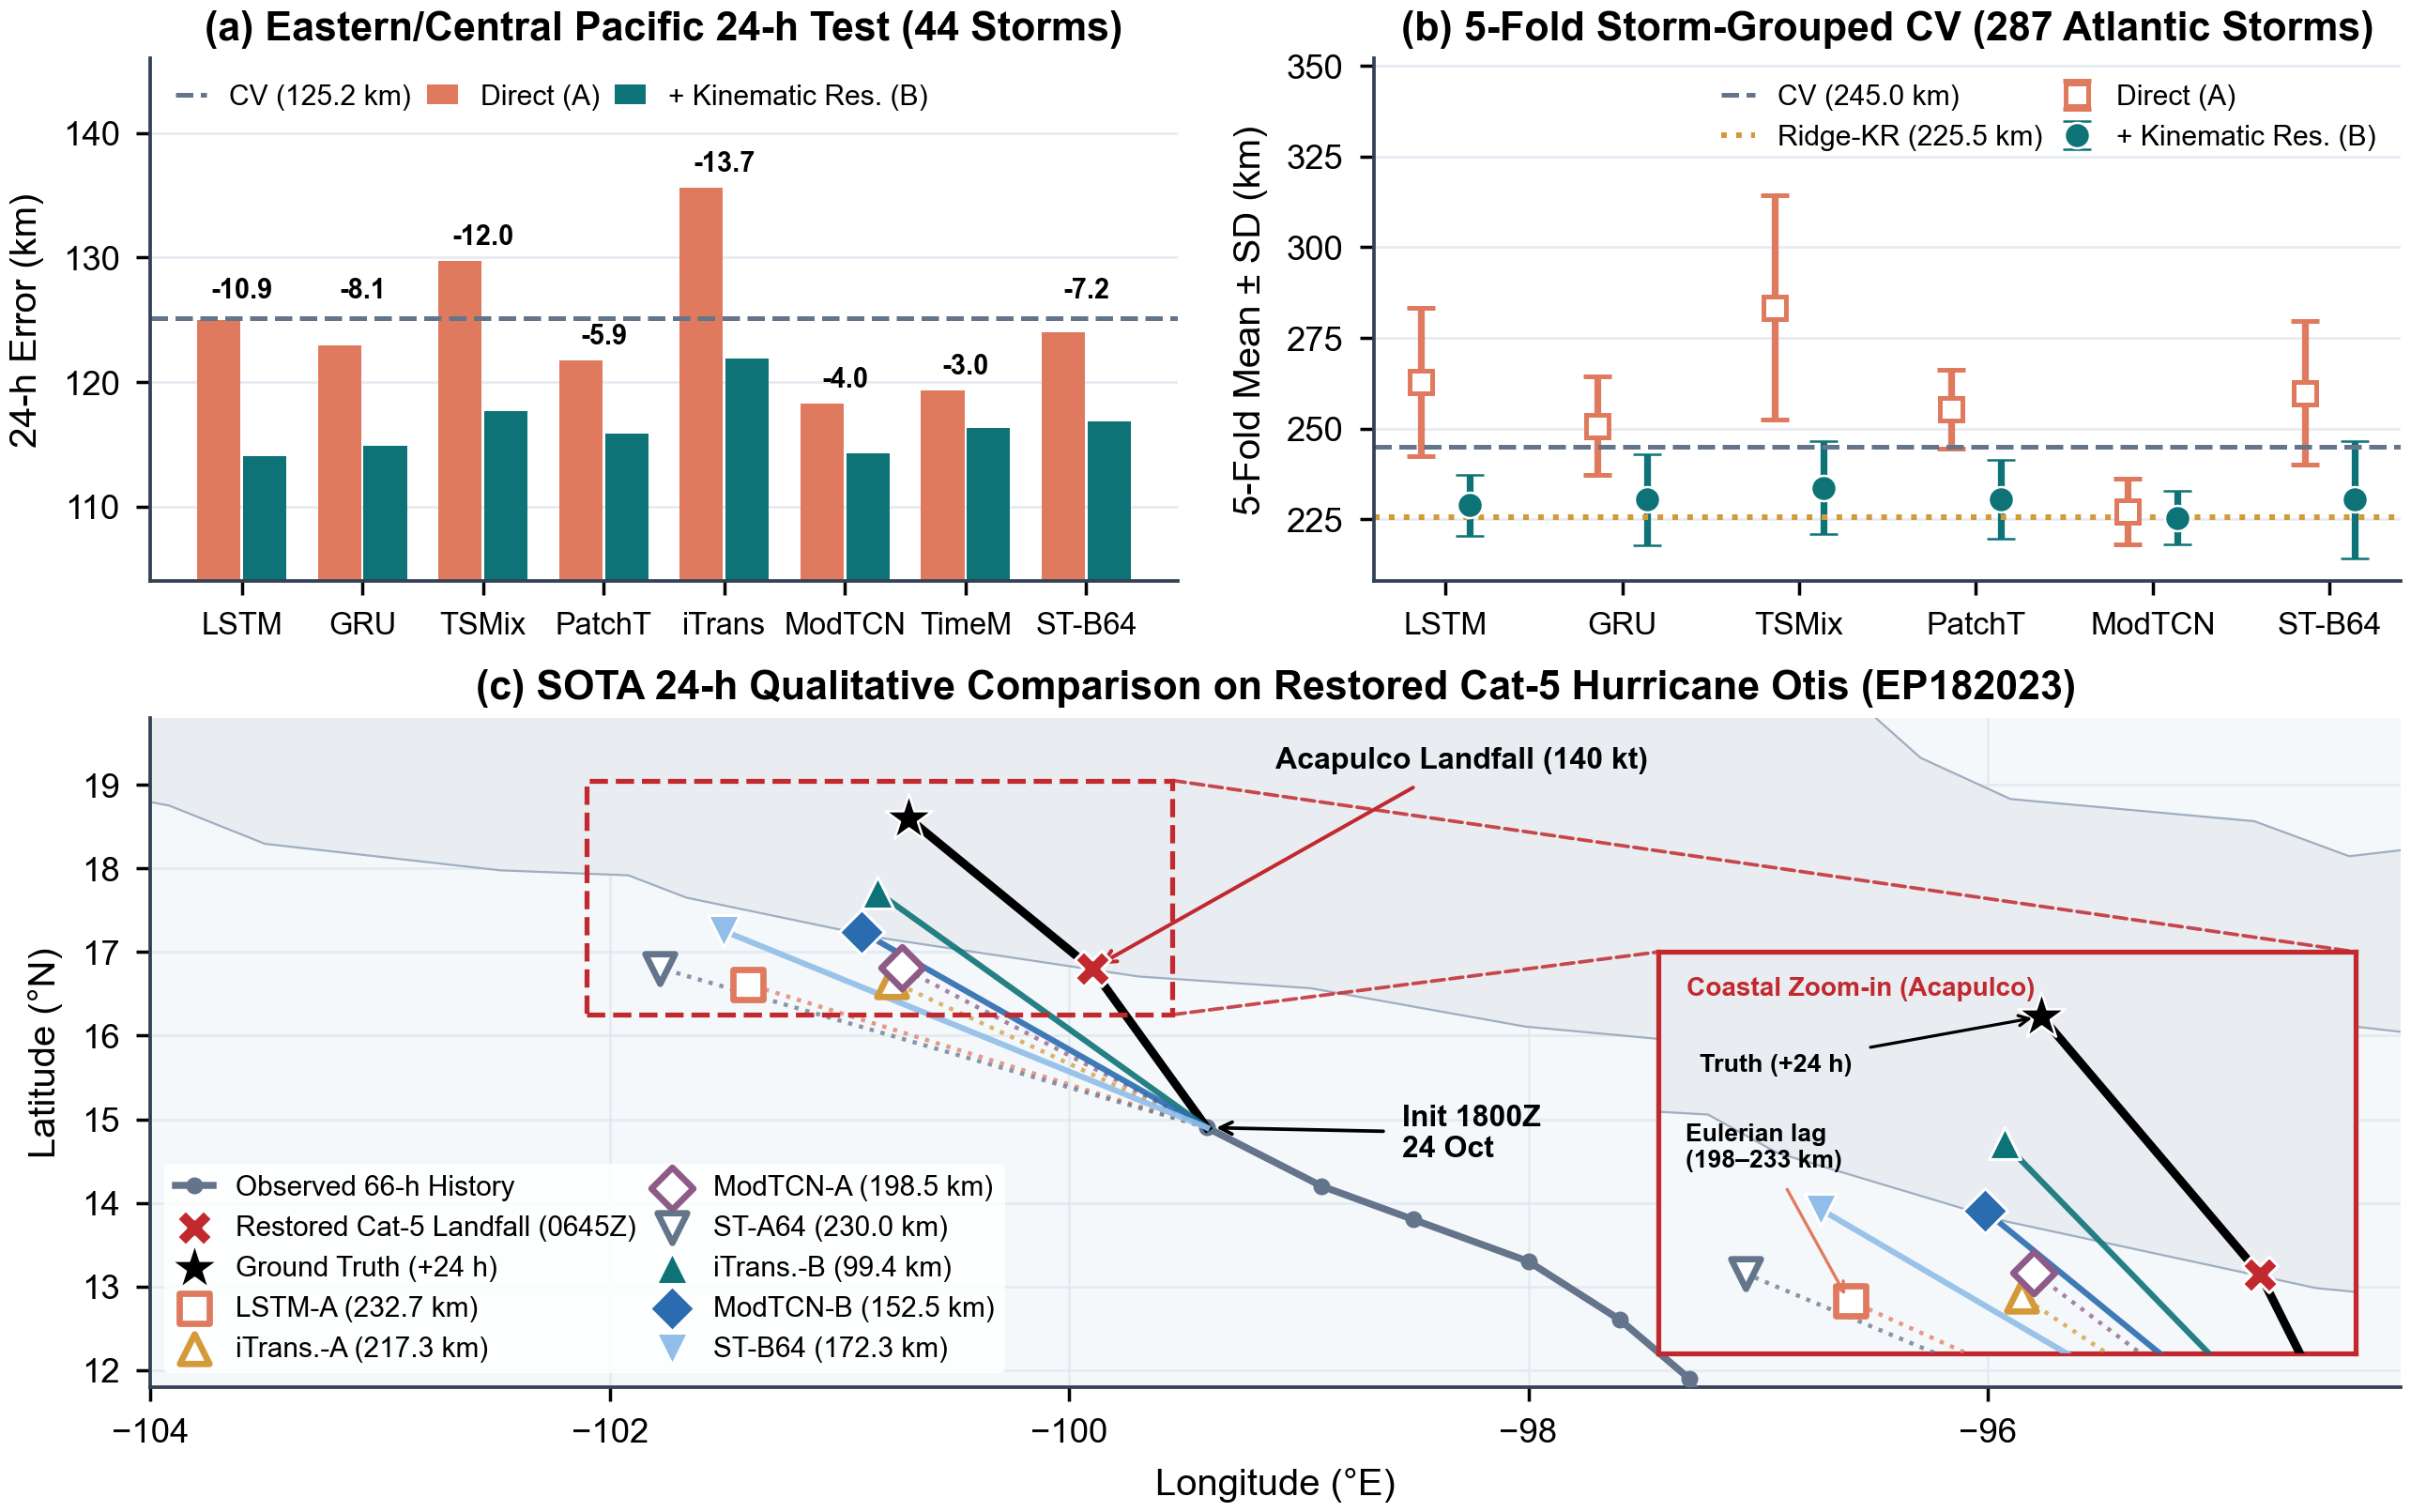 (a) Eastern/Central Pacific 24-h Test (44 Storms)
CV (125.2 km)
Direct (A)
+ Kinematic Res. (B)
24-h Error (km)
140
130
120
110
-10.9
-8.1
-12.0
-5.9
-13.7
-4.0
-3.0
-7.2
LSTM
GRU
TSMix
PatchT
iTrans
ModTCN
TimeM
ST-B64
(b) 5-Fold Storm-Grouped CV (287 Atlantic Storms)
CV (245.0 km)
Ridge-KR (225.5 km)
Direct (A)
+ Kinematic Res. (B)
5-Fold Mean ± SD (km)
350
325
300
275
250
225
LSTM
GRU
TSMix
PatchT
ModTCN
ST-B64
(c) SOTA 24-h Qualitative Comparison on Restored Cat-5 Hurricane Otis (EP182023)
Latitude (°N)
19
18
17
16
15
14
13
12
Acapulco Landfall (140 kt)
Init 1800Z
24 Oct
Coastal Zoom-in (Acapulco)
Truth (+24 h)
Eulerian lag
(198–233 km)
Observed 66-h History
Restored Cat-5 Landfall (0645Z)
Ground Truth (+24 h)
LSTM-A (232.7 km)
iTrans.-A (217.3 km)
ModTCN-A (198.5 km)
ST-A64 (230.0 km)
iTrans.-B (99.4 km)
ModTCN-B (152.5 km)
ST-B64 (172.3 km)
−104
−102
−100
−98
−96
Longitude (°E)